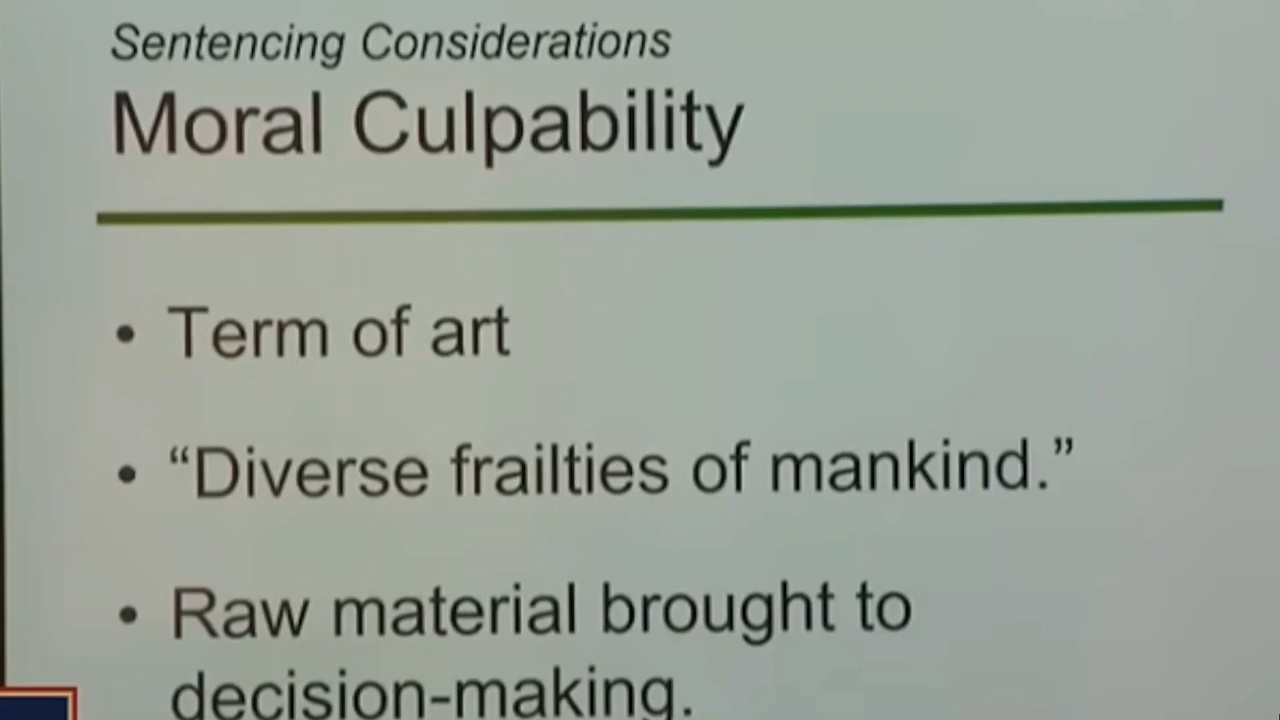 Sentencing Considerations
Moral Culpability
• Term of art
• “Diverse frailties of mankind.”
• Raw material brought to
decision-making.